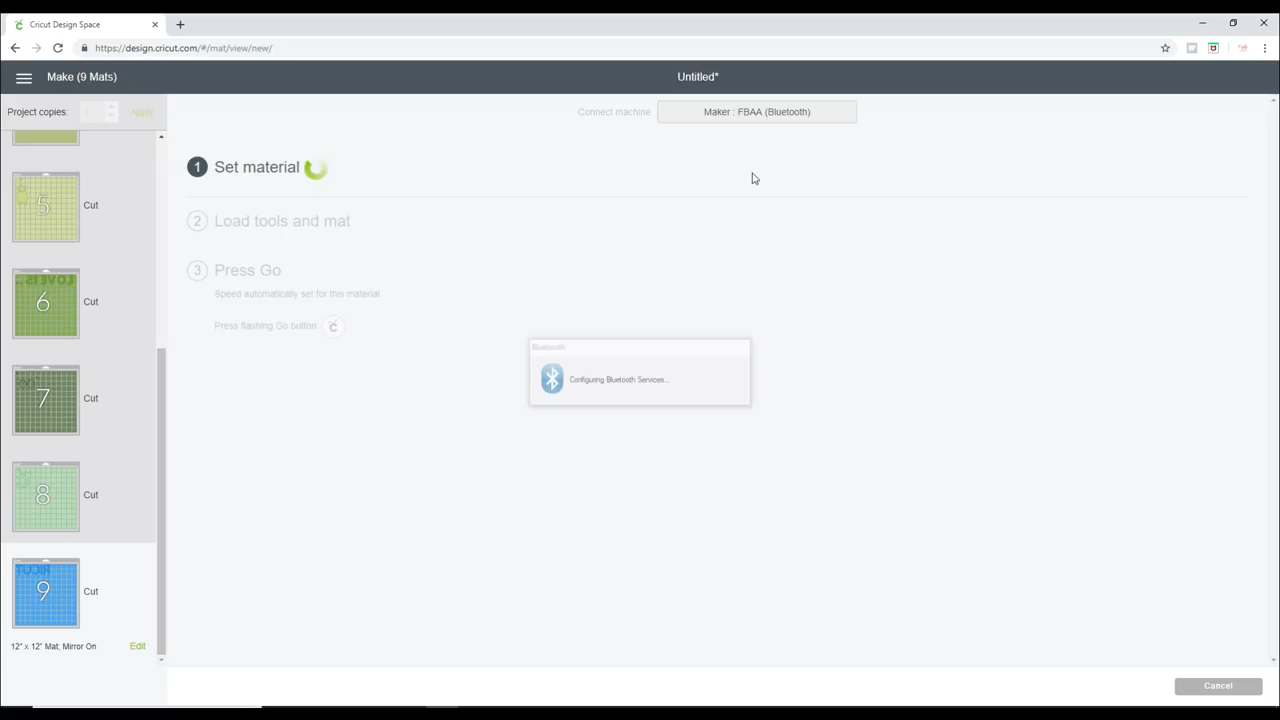 Cricut Design Space
https://design.cricut.com/#/mat/view/new/
Make (9 Mats)
Untitled*
Project copies:
Apply
Connect machine
Maker : FBAA (Bluetooth)
1 Set material
2 Load tools and mat
3 Press Go
Speed automatically set for this material
Press flashing Go button
Bluetooth
Configuring Bluetooth Services...
5 Cut
6 Cut
7 Cut
8 Cut
9 Cut
12" x 12" Mat; Mirror On
Edit
Cancel